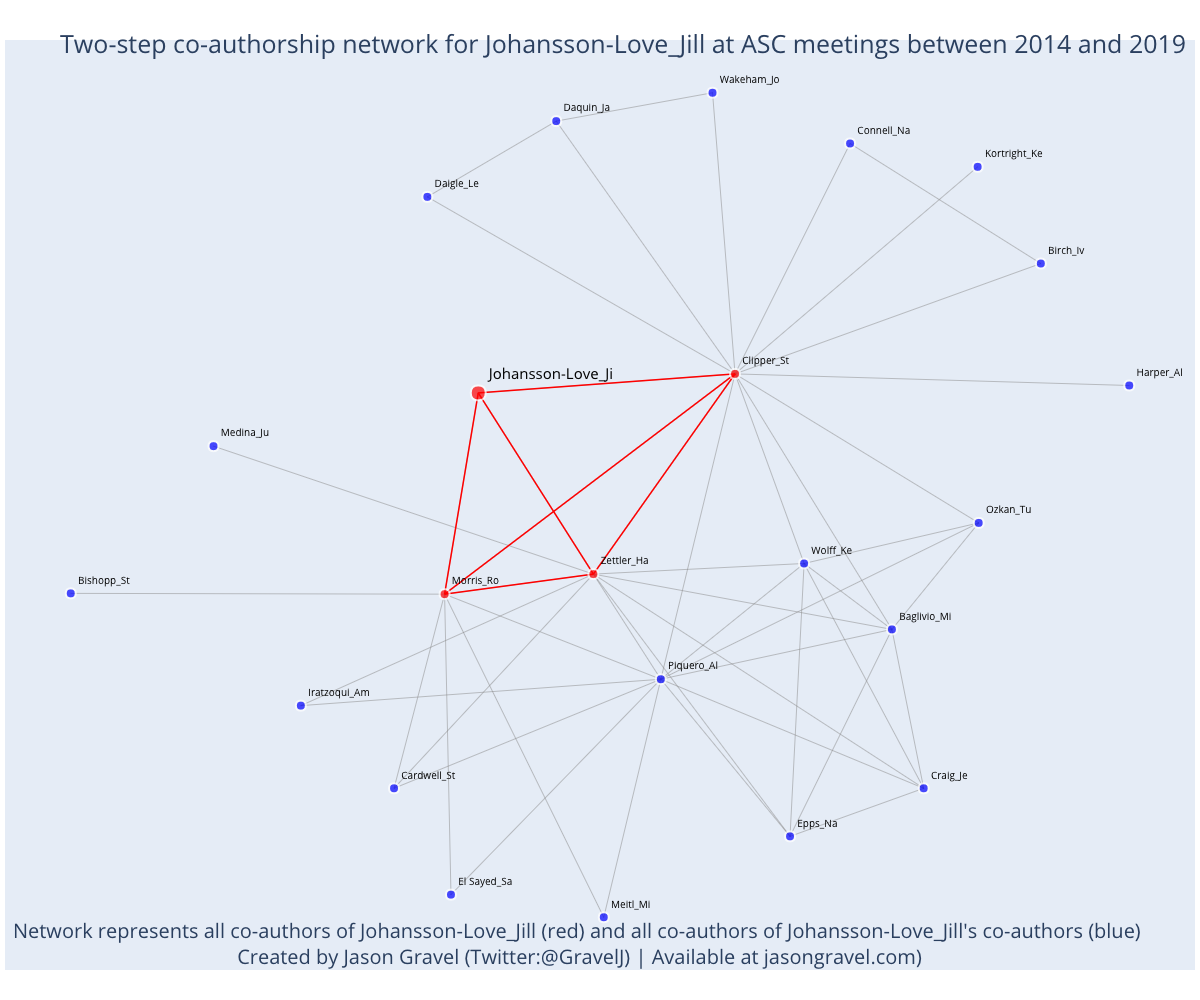 Two-step co-authorship network for Johansson-Love_Jill at ASC meetings between 2014 and 2019
Wakeham_Jo
Daquin_Ja
Connell_Na
Kortright_Ke
Daigle_Le
Birch_Iv
Clipper_St
Johansson-Love_Ji
Harper_Al
Medina_Ju
Ozkan_Tu
Wolff_Ke
Zettler_Ha
Bishopp_St
Morris_Ro
Baglivio_Mi
Piquero_Al
Iratzoqui_Am
Cardwell_St
Craig_Je
Epps_Na
El Sayed_Sa
Meitl_Mi
Network represents all co-authors of Johansson-Love_Jill (red) and all co-authors of Johansson-Love_Jill's co-authors (blue)
Created by Jason Gravel (Twitter:@GravelJ) | Available at jasongravel.com)